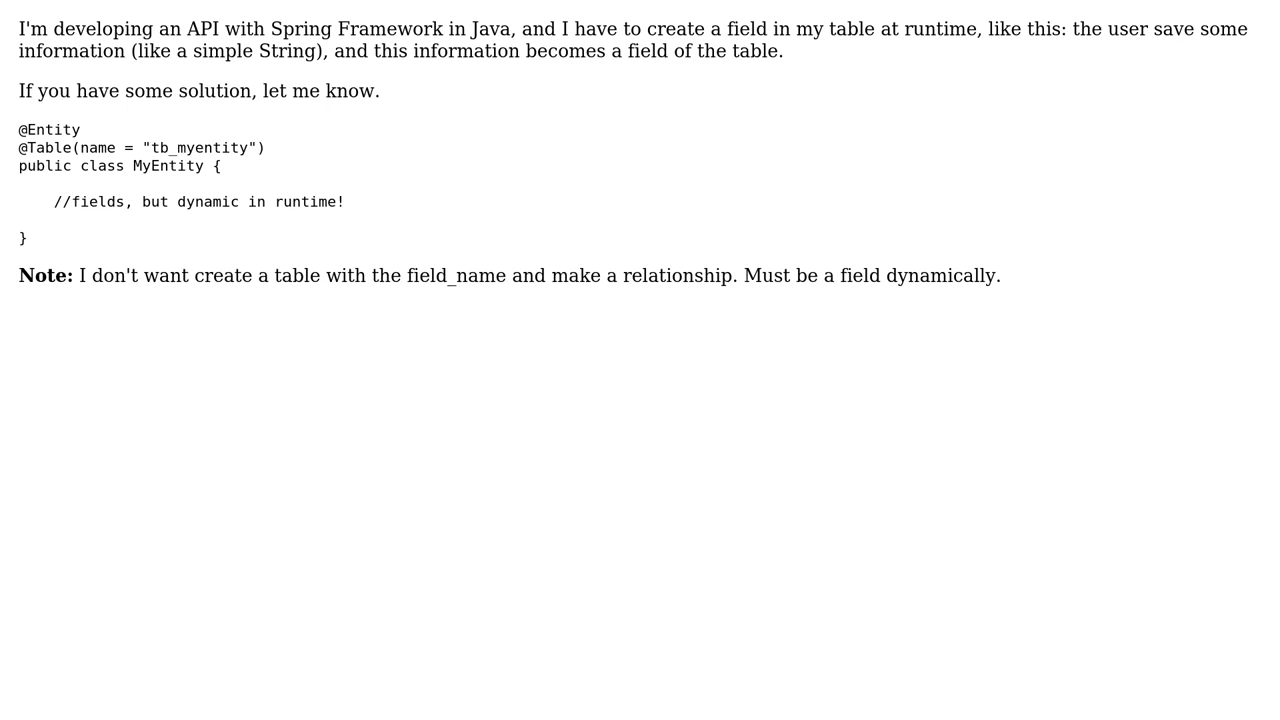 I'm developing an API with Spring Framework in Java, and I have to create a field in my table at runtime, like this: the user save some
information (like a simple String), and this information becomes a field of the table.
If you have some solution, let me know.
@Entity
@Table(name = "tb_myentity")
public class MyEntity {
    //fields, but dynamic in runtime!
}
Note: I don't want create a table with the field_name and make a relationship. Must be a field dynamically.